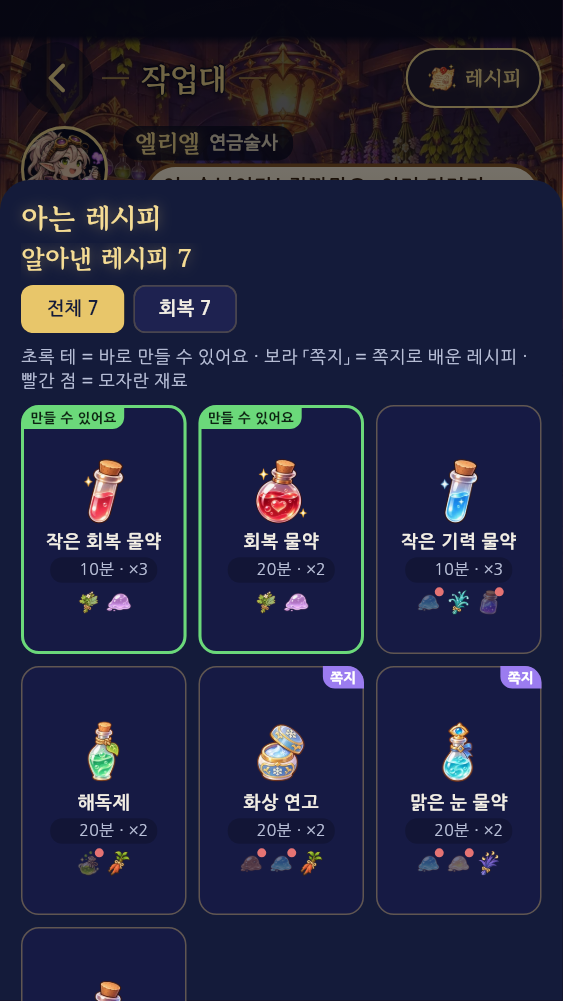 작업대
레시피
엘리엘 연금술사
아는 레시피
알아낸 레시피 7
전체 7
회복 7
초록 테 = 바로 만들 수 있어요 · 보라 「쪽지」 = 쪽지로 배운 레시피 ·
빨간 점 = 모자란 재료
만들 수 있어요
작은 회복 물약
10분 · ×3
만들 수 있어요
회복 물약
20분 · ×2
작은 기력 물약
10분 · ×3
해독제
20분 · ×2
쪽지
화상 연고
20분 · ×2
쪽지
맑은 눈 물약
20분 · ×2